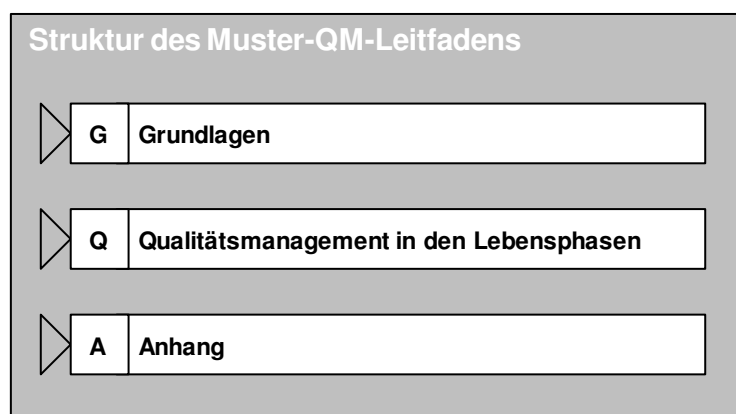 Struktur des Muster-QM-Leitfadens
G Grundlagen
Q Qualitätsmanagement in den Lebensphasen
A Anhang